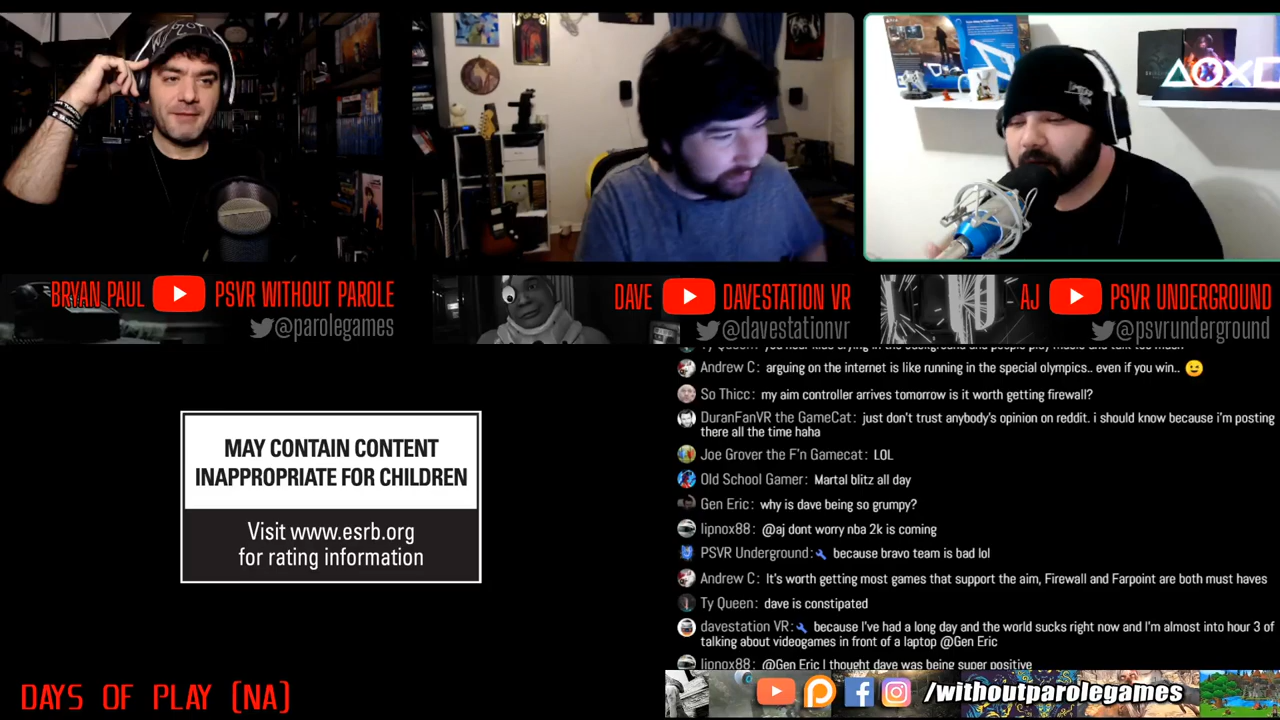 BRYAN PAUL PSVR WITHOUT PAROLE
@parolegames
DAVE DAVESTATION VR
@davestationvr
AJ PSVR UNDERGROUND
@psvrunderground
Andrew C: arguing on the internet is like running in the special olympics.. even if you win.. 😉
So Thicc: my aim controller arrives tomorrow is it worth getting firewall?
DuranFanVR the GameCat: just don't trust anybody's opinion on reddit. i should know because i'm posting
there all the time haha
Joe Grover the F'n Gamecat: LOL
Old School Gamer: Martal blitz all day
Gen Eric: why is dave being so grumpy?
lipnox88: @aj dont worry nba 2k is coming
PSVR Underground: because bravo team is bad lol
Andrew C: It's worth getting most games that support the aim, Firewall and Farpoint are both must haves
Ty Queen: dave is constipated
davestation VR: because I've had a long day and the world sucks right now and I'm almost into hour 3 of
talking about videogames in front of a laptop @Gen Eric
lipnox88: @Gen Eric I thought dave was being super positive
MAY CONTAIN CONTENT
INAPPROPRIATE FOR CHILDREN
Visit www.esrb.org
for rating information
DAYS OF PLAY (NA)
/withoutparolegames